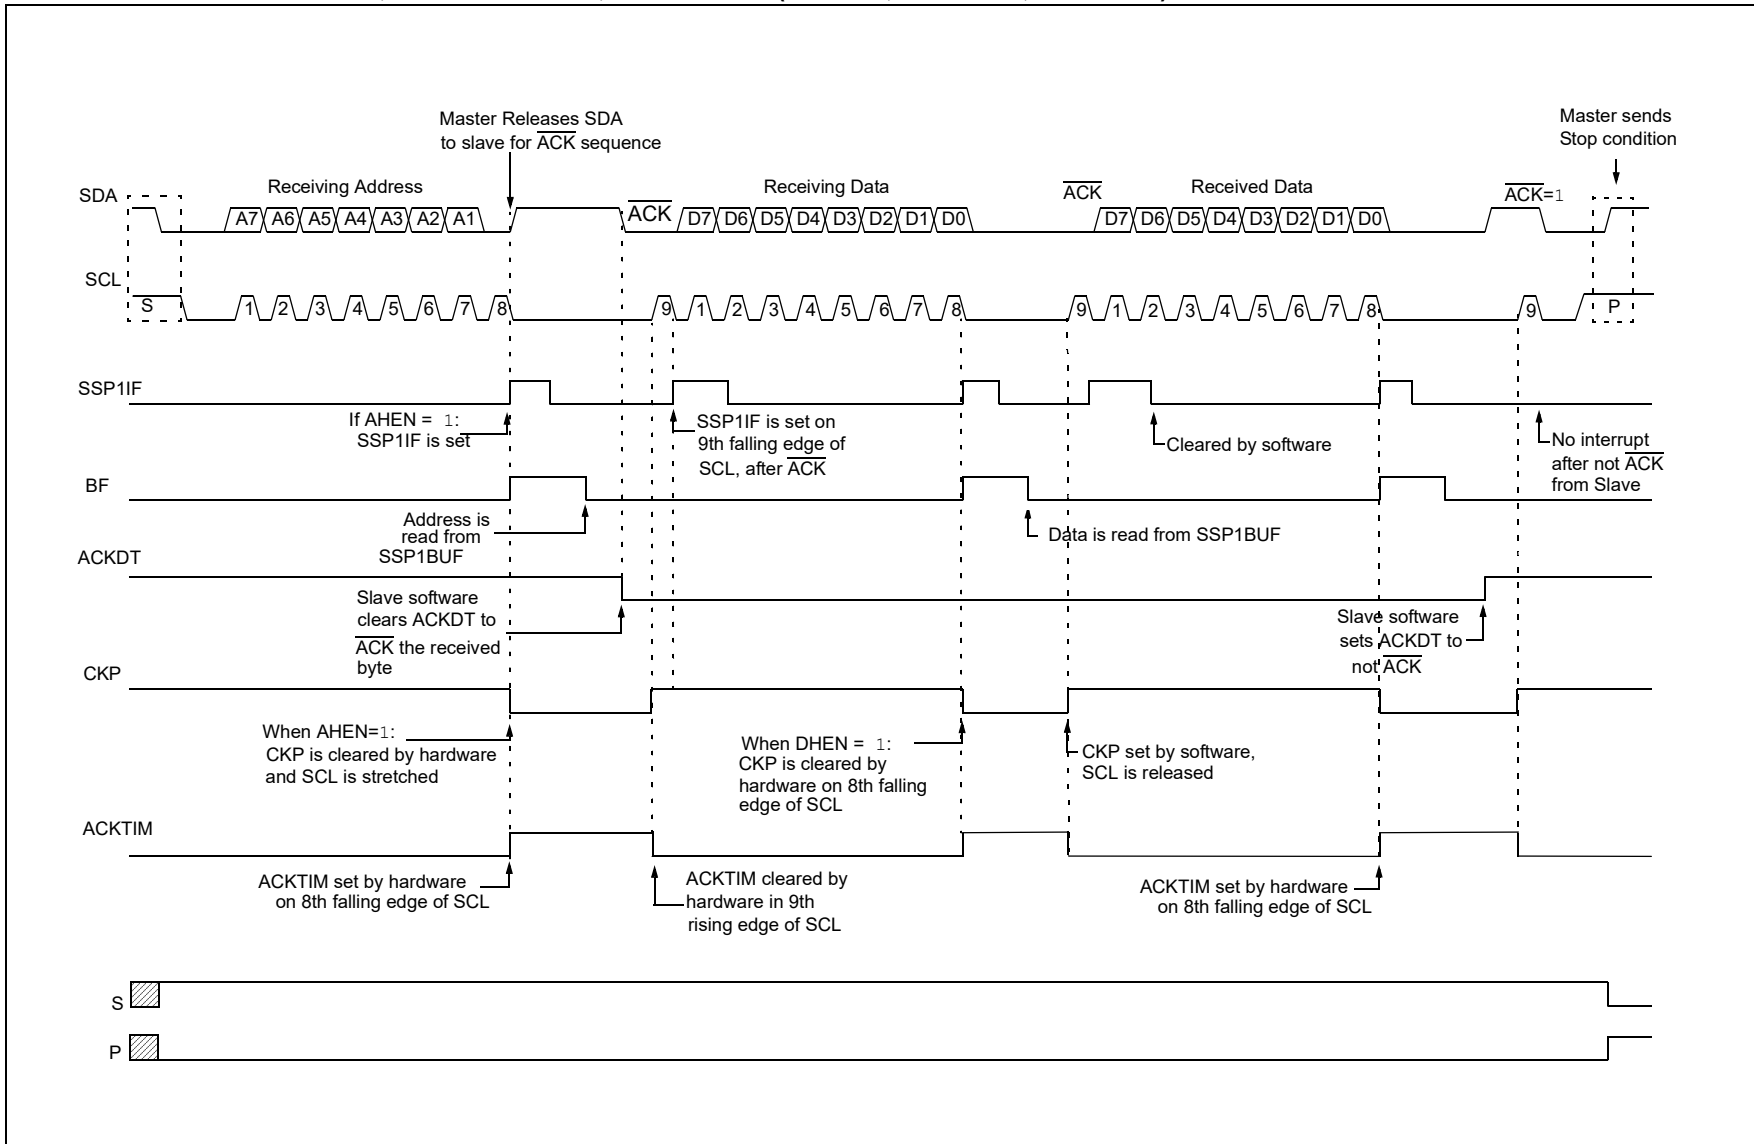 Master Releases SDA
to slave for ACK sequence
Master sends
Stop condition
SDA
Receiving Address
Receiving Data
Received Data
A7 A6 A5 A4 A3 A2 A1
ACK
D7 D6 D5 D4 D3 D2 D1 D0
ACK
D7 D6 D5 D4 D3 D2 D1 D0
ACK=1
SCL
S
1 2 3 4 5 6 7 8 9 1 2 3 4 5 6 7 8 9 1 2 3 4 5 6 7 8 9
P
SSP1IF
If AHEN = 1:
SSP1IF is set
SSP1IF is set on
9th falling edge of
SCL, after ACK
Cleared by software
No interrupt
after not ACK
from Slave
BF
Address is
read from
SSP1BUF
Data is read from SSP1BUF
ACKDT
Slave software
clears ACKDT to
ACK the received
byte
Slave software
sets ACKDT to
not ACK
CKP
When AHEN=1:
CKP is cleared by hardware
and SCL is stretched
When DHEN = 1:
CKP is cleared by
hardware on 8th falling
edge of SCL
CKP set by software,
SCL is released
ACKTIM
ACKTIM set by hardware
on 8th falling edge of SCL
ACKTIM cleared by
hardware in 9th
rising edge of SCL
ACKTIM set by hardware
on 8th falling edge of SCL
S
P